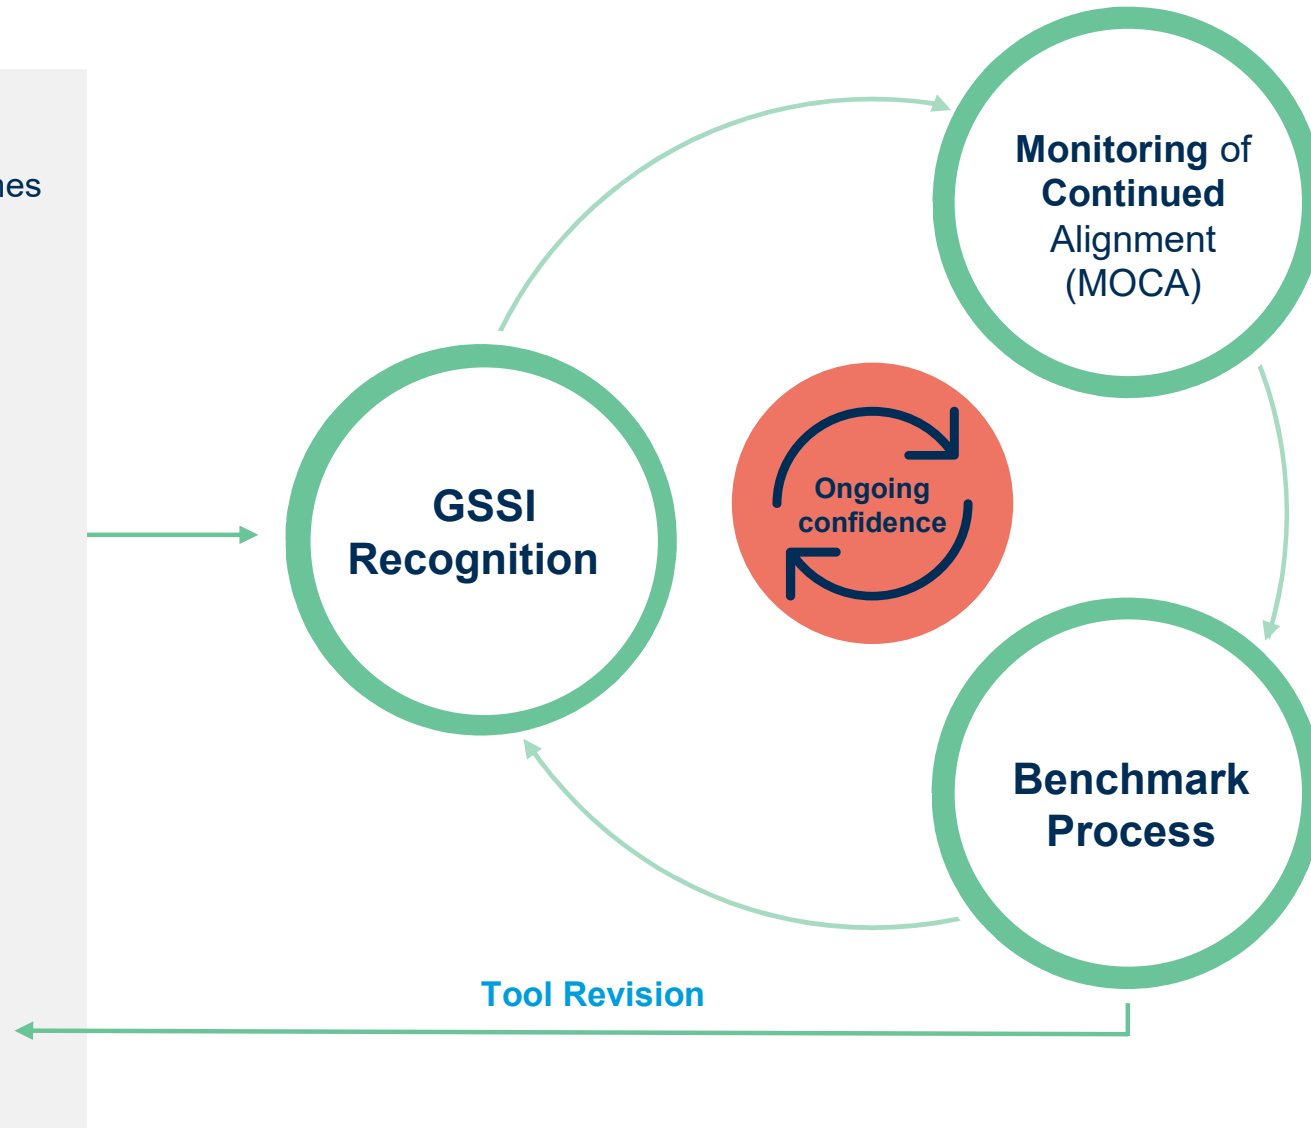 Monitoring of
Continued
Alignment
(MOCA)
GSSI
Recognition
Ongoing
confidence
Benchmark
Process
Tool Revision